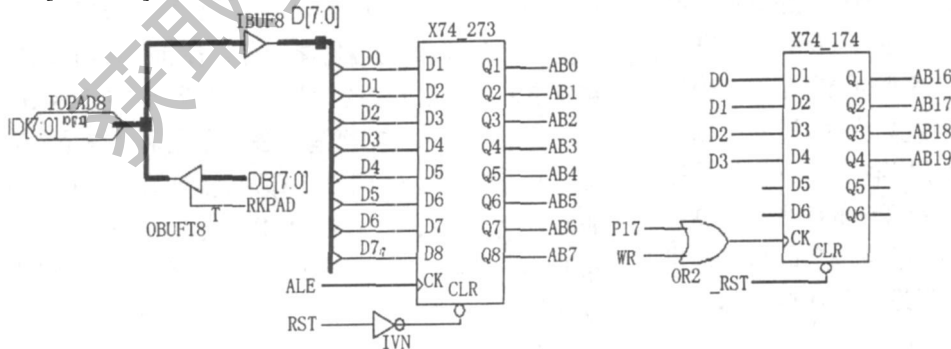 IBUF8 D[7:0]
X74_273
X74_174
IOPAD8
D0 D1 Q1 AB0
D1 D2 Q2 AB1
D2 D3 Q3 AB2
D3 D4 Q4 AB3
D4 D5 Q5 AB4
D5 D6 Q6 AB5
D6 D7 Q7 AB6
D7 D8 Q8 AB7
ALE CK
CLR
RST IVN
DB[7:0]
T RKPAD
OBUFT8
D0 D1 Q1 AB16
D1 D2 Q2 AB17
D2 D3 Q3 AB18
D3 D4 Q4 AB19
D5 Q5
D6 Q6
P17 CK
WR CLR
OR2
_RST
获取